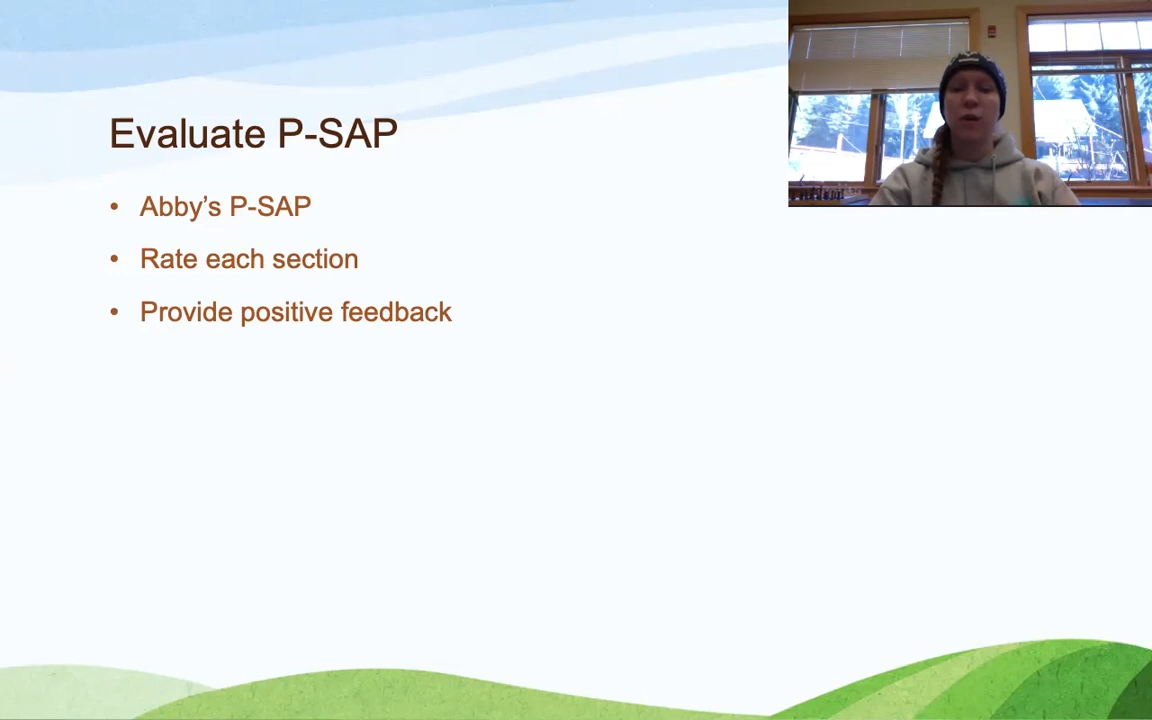 Evaluate P-SAP
• Abby’s P-SAP
• Rate each section
• Provide positive feedback